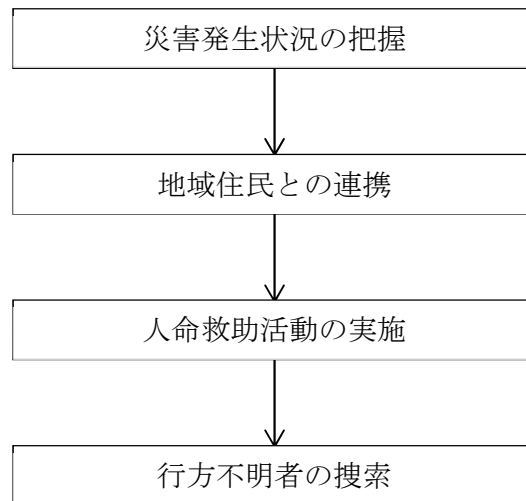 災害発生状況の把握
地域住民との連携
人命救助活動の実施
行方不明者の捜索